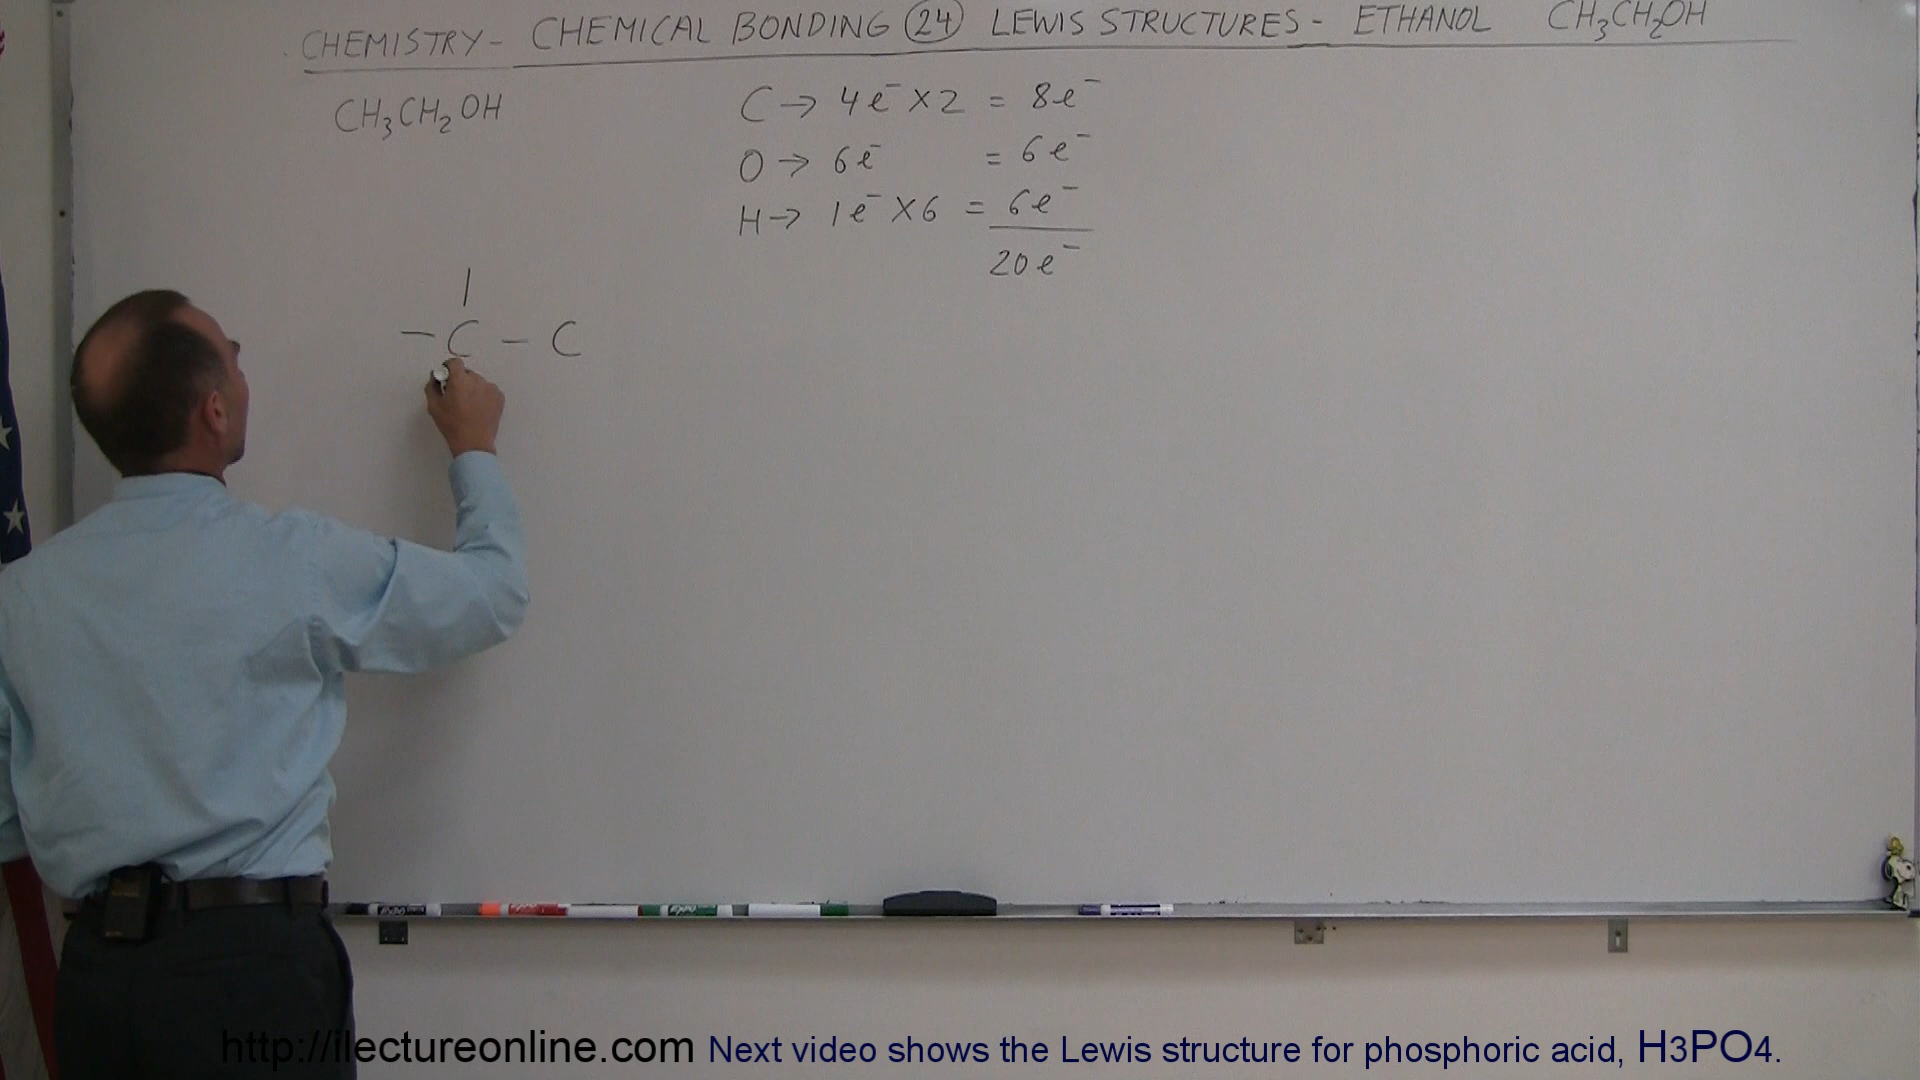 CHEMISTRY- CHEMICAL BONDING 24 LEWIS STRUCTURES- ETHANOL CH₃CH₂OH
CH₃CH₂OH
C → 4e⁻ X 2 = 8e⁻
O → 6e⁻ = 6e⁻
H → 1e⁻ X 6 = 6e⁻
20e⁻
– C – C
http://ilectureonline.com Next video shows the Lewis structure for phosphoric acid, H3PO4.